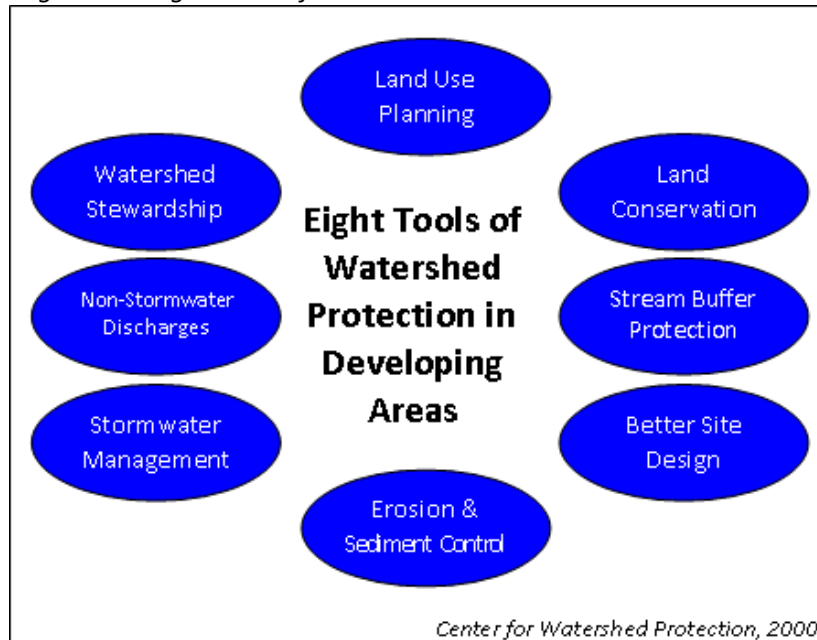 Land Use
Planning
Watershed
Stewardship
Land
Conservation
Eight Tools of
Watershed
Protection in
Developing
Areas
Non-Stormwater
Discharges
Stream Buffer
Protection
Stormwater
Management
Better Site
Design
Erosion &
Sediment Control
Center for Watershed Protection, 2000